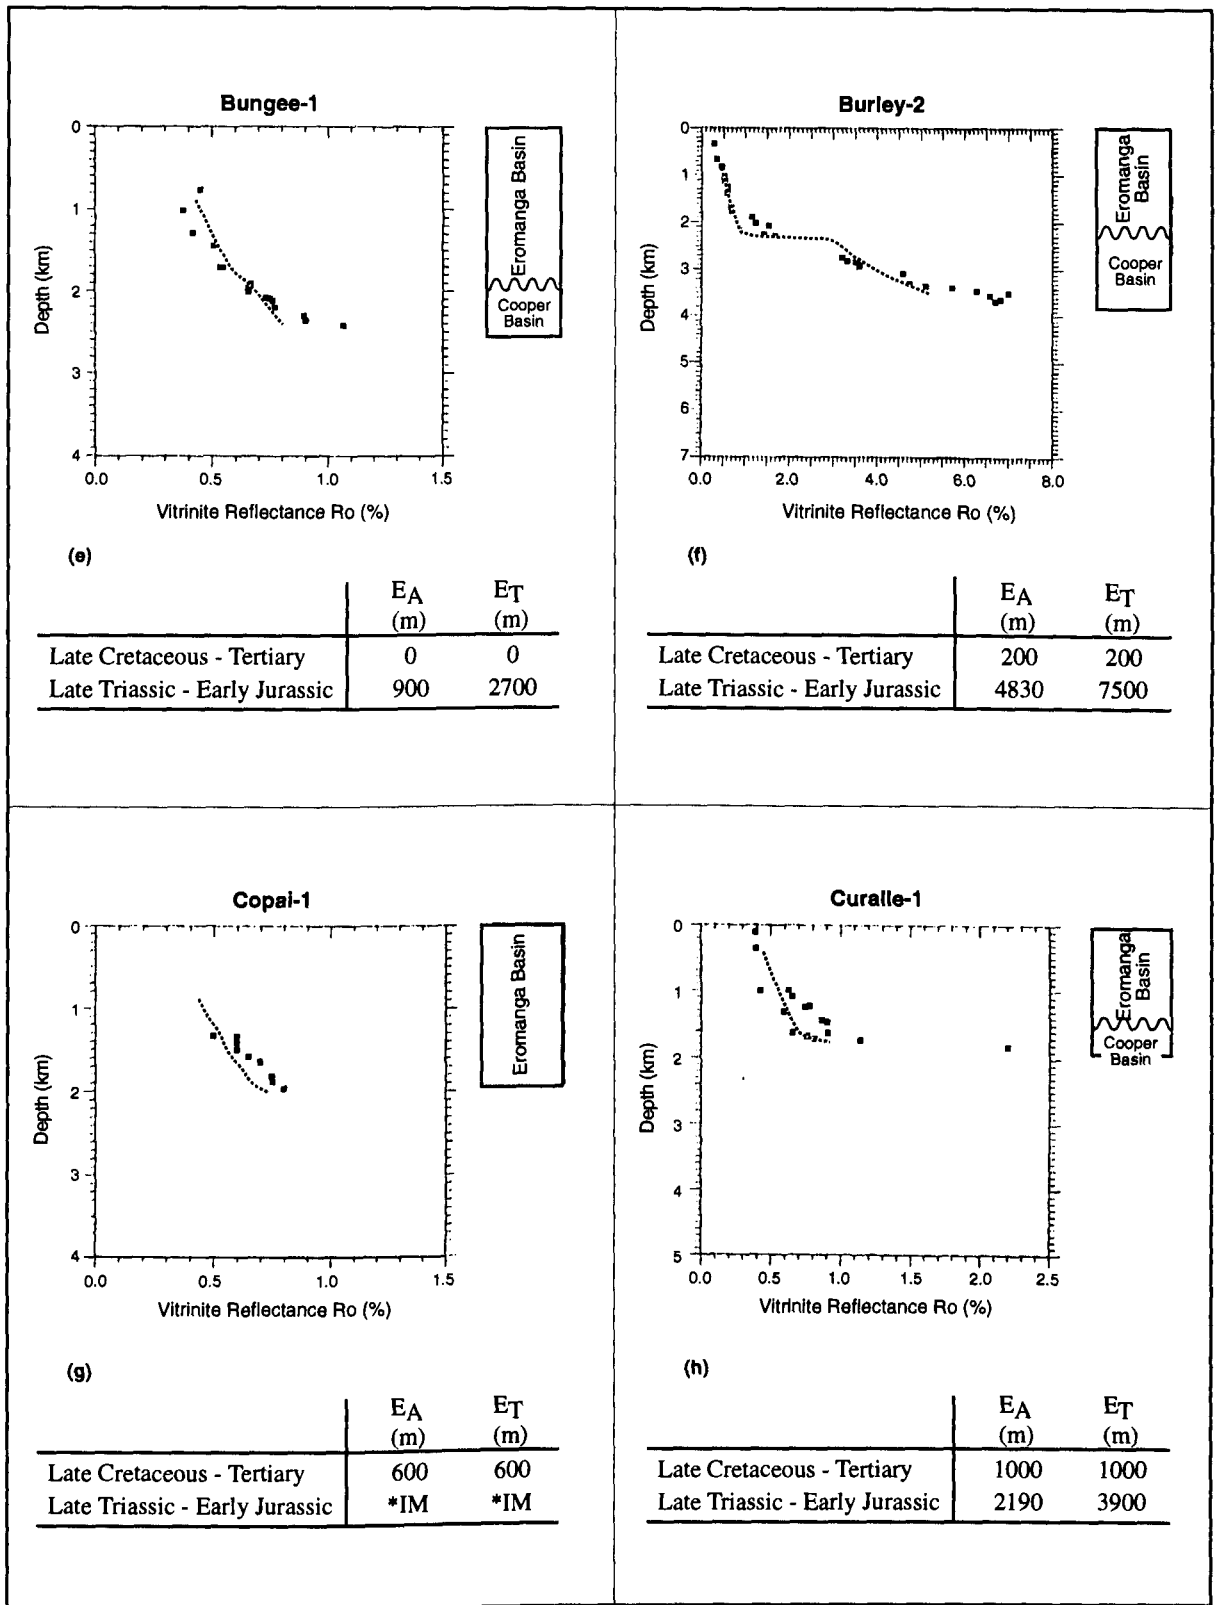 Bungee-1
0
1
2
3
4
Depth (km)
0.0 0.5 1.0 1.5
Vitrinite Reflectance Ro (%)
Eromanga Basin
Cooper
Basin
(e)
EA ET
(m) (m)
Late Cretaceous - Tertiary 0 0
Late Triassic - Early Jurassic 900 2700
Burley-2
0
1
2
3
4
5
6
7
Depth (km)
0.0 2.0 4.0 6.0 8.0
Vitrinite Reflectance Ro (%)
Eromanga
Basin
Cooper
Basin
(f)
EA ET
(m) (m)
Late Cretaceous - Tertiary 200 200
Late Triassic - Early Jurassic 4830 7500
Copai-1
0
1
2
3
4
Depth (km)
0.0 0.5 1.0 1.5
Vitrinite Reflectance Ro (%)
Eromanga Basin
(g)
EA ET
(m) (m)
Late Cretaceous - Tertiary 600 600
Late Triassic - Early Jurassic *IM *IM
Curalle-1
0
1
2
3
4
5
Depth (km)
0.0 0.5 1.0 1.5 2.0 2.5
Vitrinite Reflectance Ro (%)
Eromanga
Basin
Cooper
Basin
(h)
EA ET
(m) (m)
Late Cretaceous - Tertiary 1000 1000
Late Triassic - Early Jurassic 2190 3900